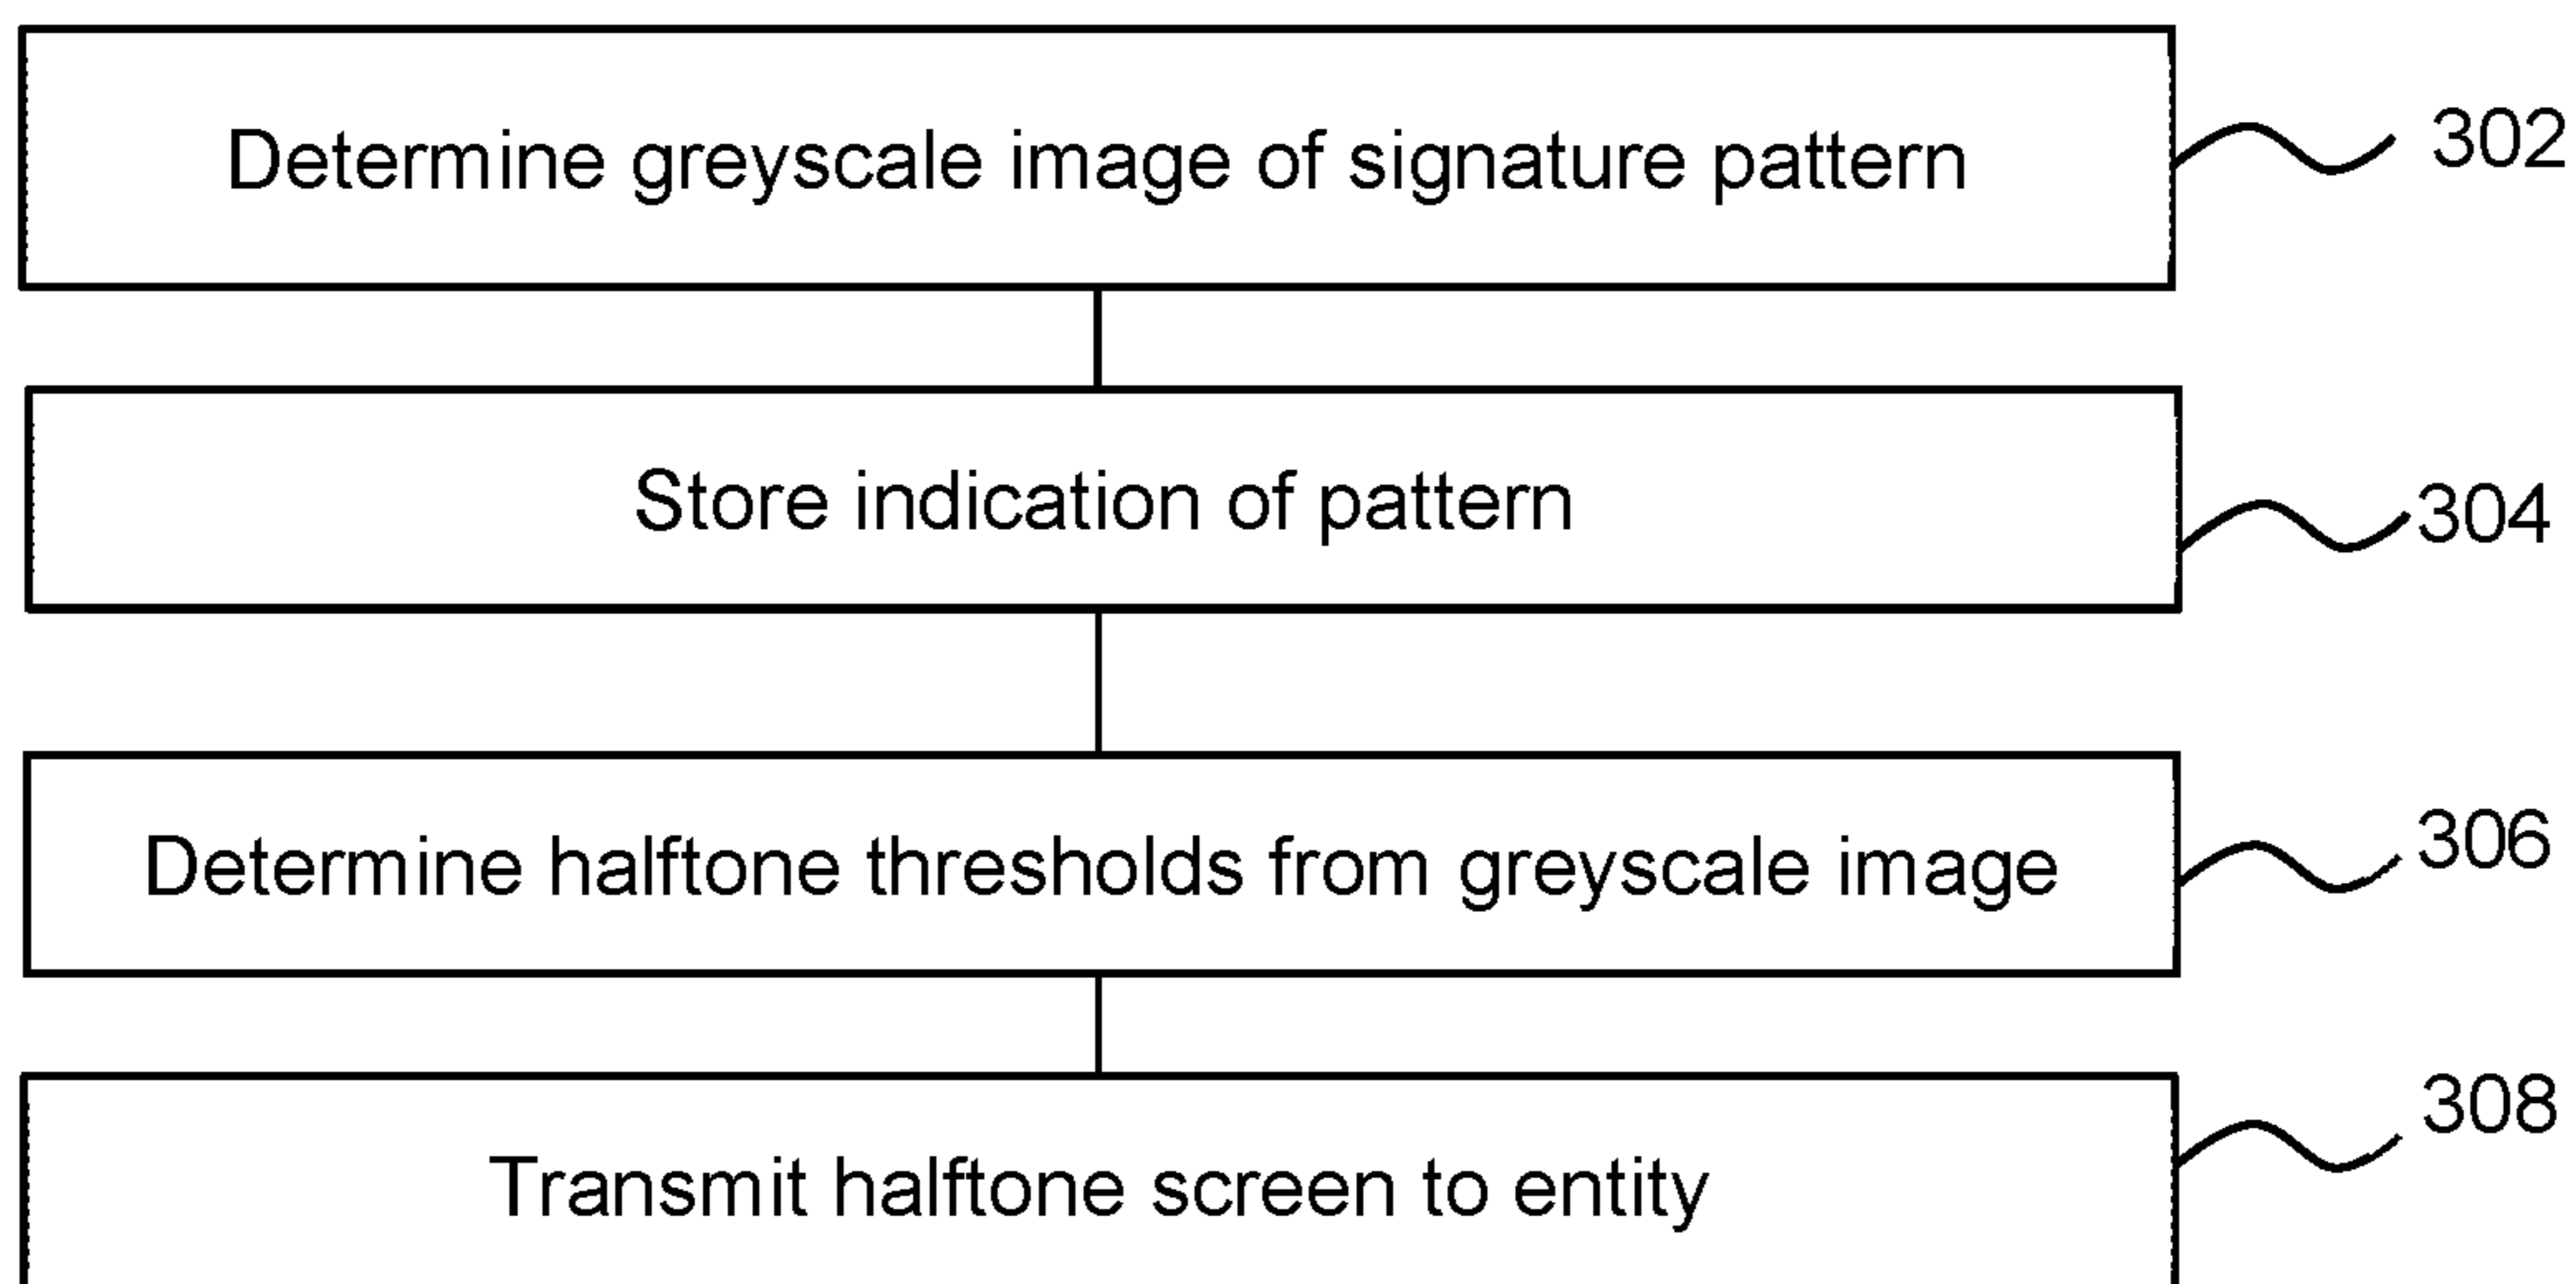 Determine greyscale image of signature pattern
302
Store indication of pattern
304
Determine halftone thresholds from greyscale image
306
Transmit halftone screen to entity
308